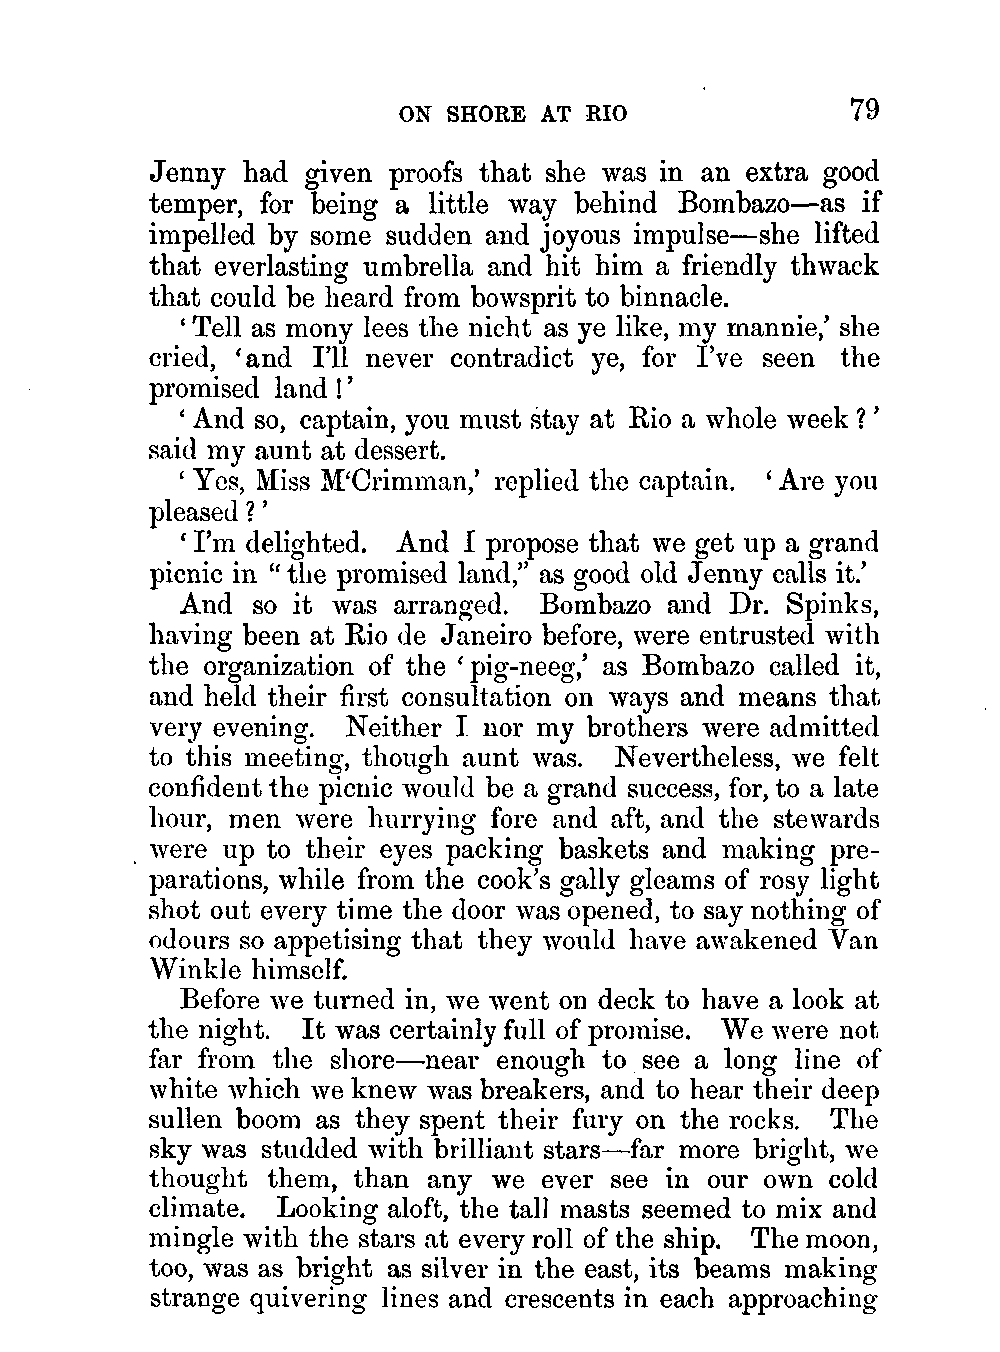 ON SHORE AT RIO 79
Jenny had given proofs that she was in an extra good
temper, for being a little way behind Bombazo—as if
impelled by some sudden and joyous impulse—she lifted
that everlasting umbrella and hit him a friendly thwack
that could be heard from bowsprit to binnacle.
‘Tell as mony lees the nicht as ye like, my mannie,’ she
cried, ‘and I’ll never contradict ye, for I’ve seen the
promised land!’
‘And so, captain, you must stay at Rio a whole week?’
said my aunt at dessert.
‘Yes, Miss M‘Crimman,’ replied the captain. ‘Are you
pleased?’
‘I’m delighted. And I propose that we get up a grand
picnic in “the promised land,” as good old Jenny calls it.’
And so it was arranged. Bombazo and Dr. Spinks,
having been at Rio de Janeiro before, were entrusted with
the organization of the ‘pig-neeg,’ as Bombazo called it,
and held their first consultation on ways and means that
very evening. Neither I nor my brothers were admitted
to this meeting, though aunt was. Nevertheless, we felt
confident the picnic would be a grand success, for, to a late
hour, men were hurrying fore and aft, and the stewards
were up to their eyes packing baskets and making pre-
parations, while from the cook’s gally gleams of rosy light
shot out every time the door was opened, to say nothing of
odours so appetising that they would have awakened Van
Winkle himself.
Before we turned in, we went on deck to have a look at
the night. It was certainly full of promise. We were not
far from the shore—near enough to see a long line of
white which we knew was breakers, and to hear their deep
sullen boom as they spent their fury on the rocks. The
sky was studded with brilliant stars—far more bright, we
thought them, than any we ever see in our own cold
climate. Looking aloft, the tall masts seemed to mix and
mingle with the stars at every roll of the ship. The moon,
too, was as bright as silver in the east, its beams making
strange quivering lines and crescents in each approaching